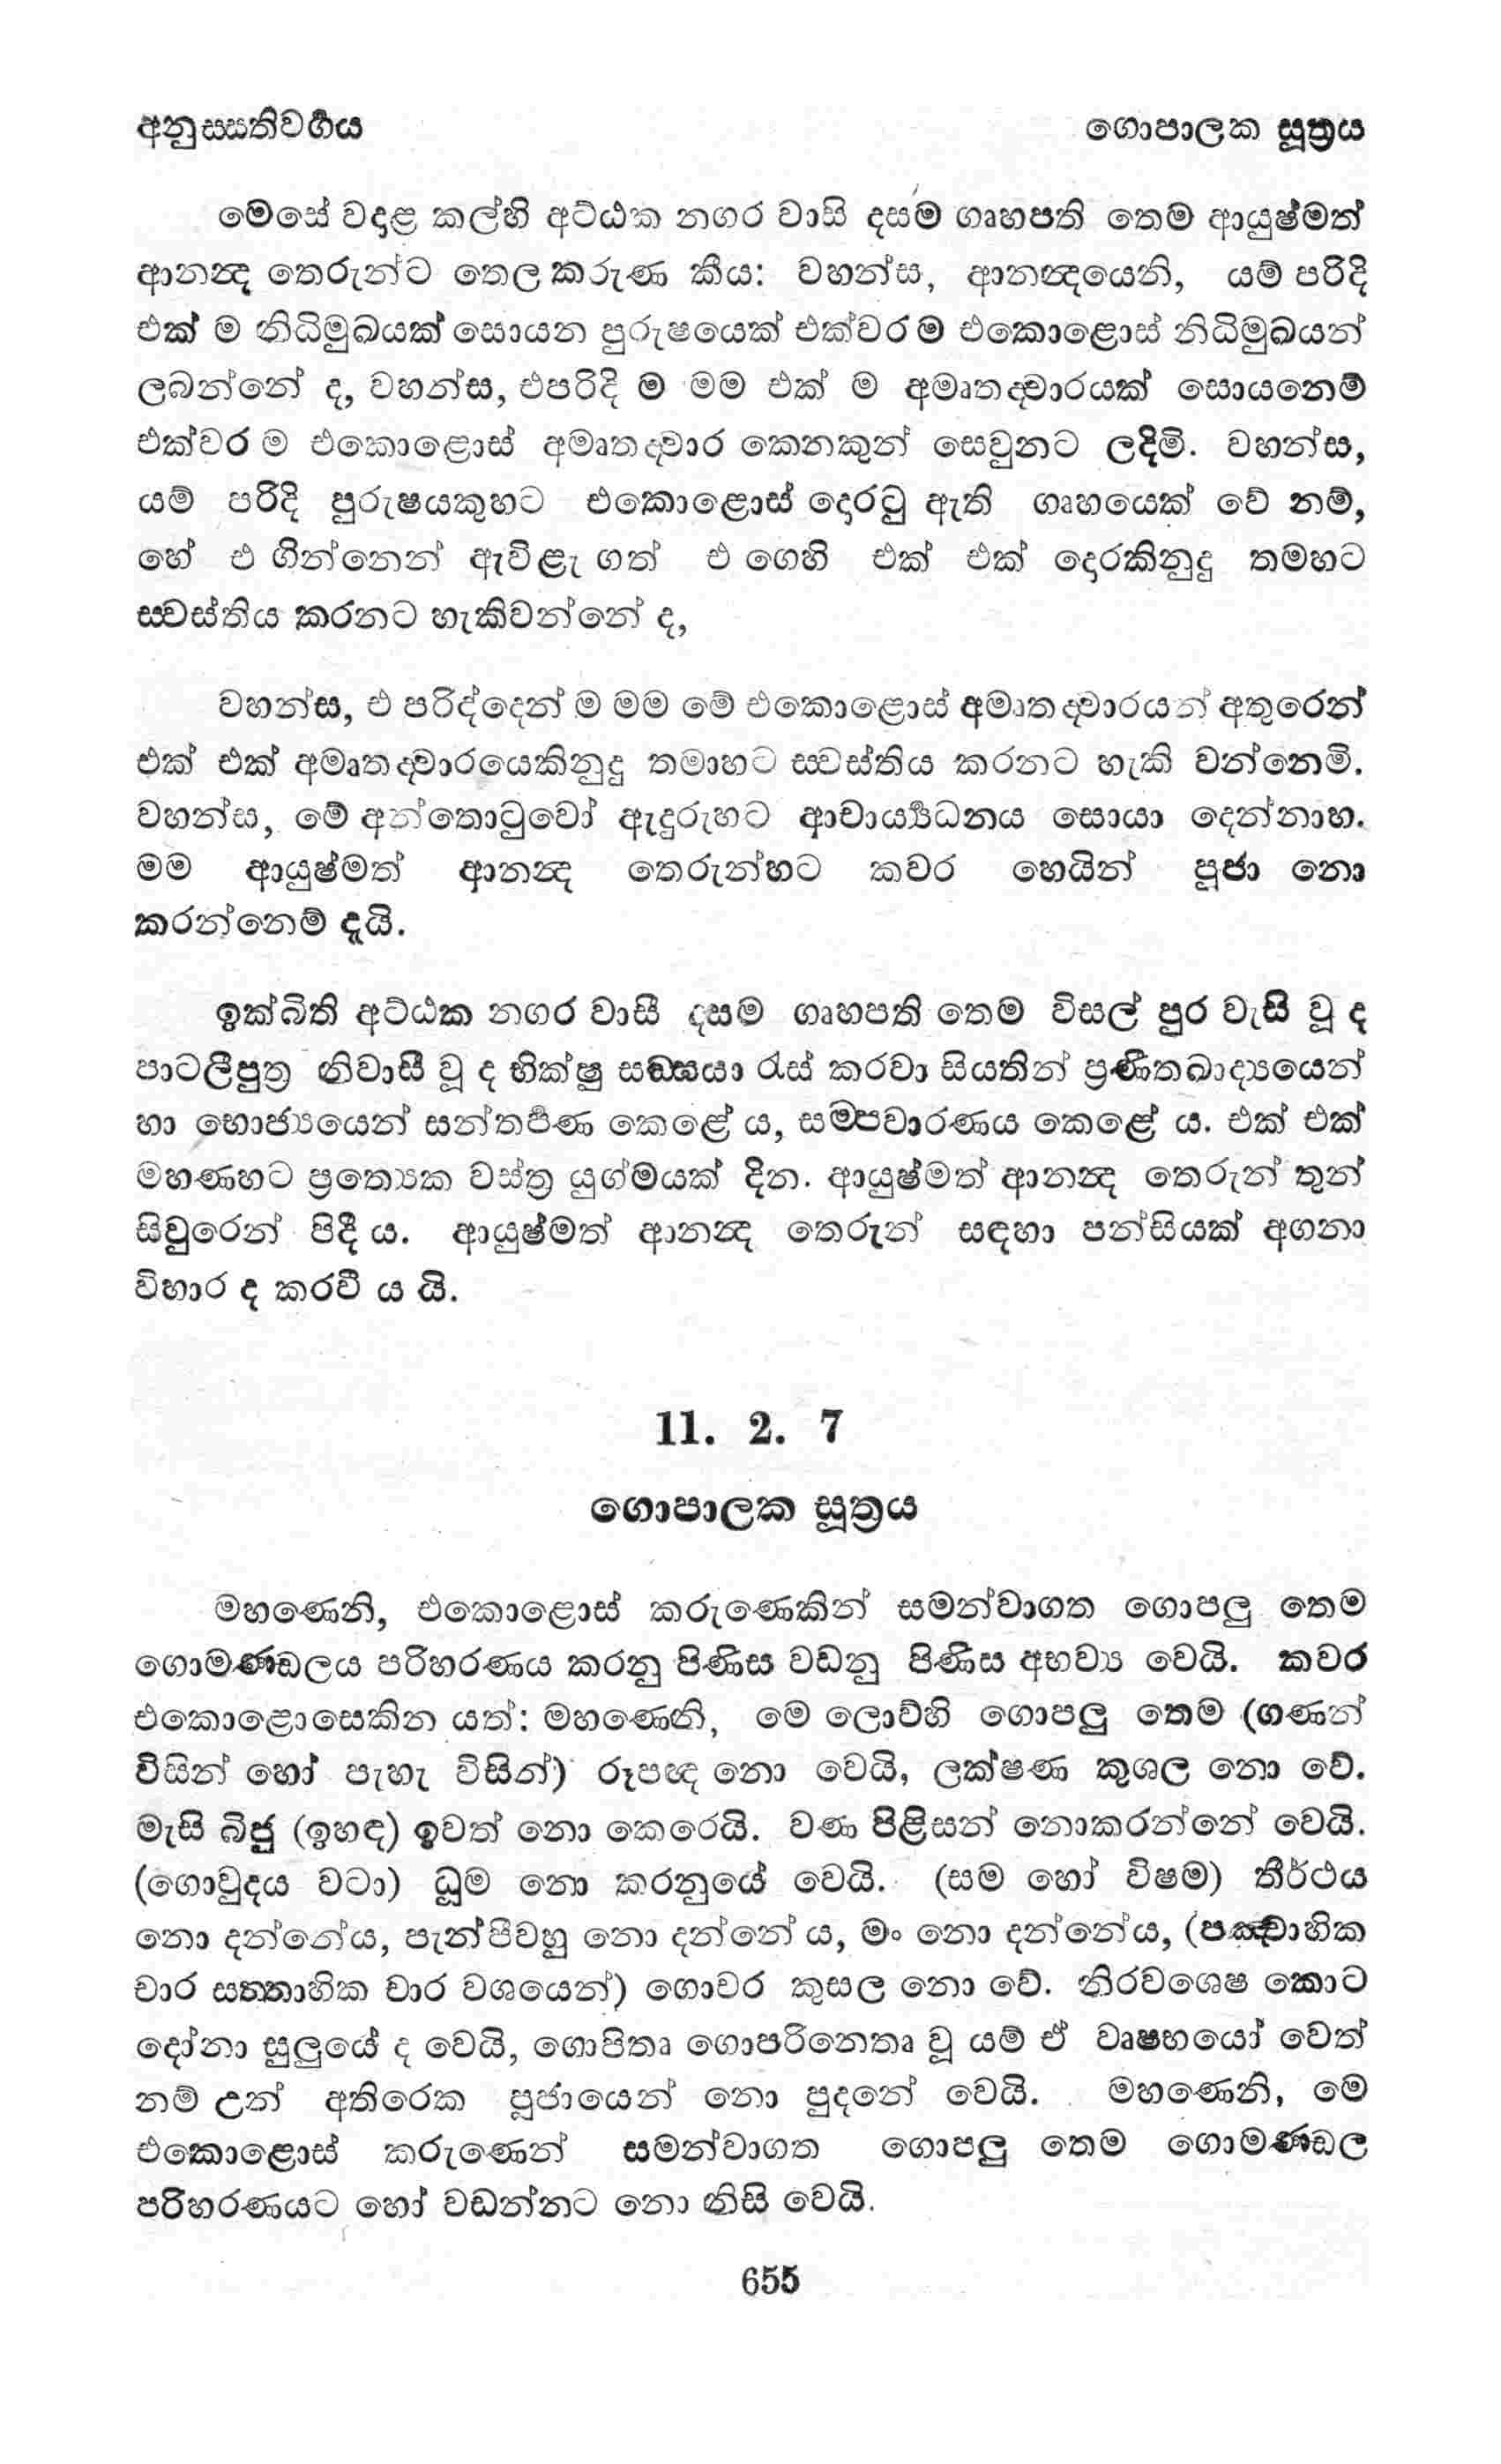 අනුස්සතිවර්‍ගය ගොපාලක සූත්‍රය
මෙසේ වදාළ කල්හි අට්ඨක නගර වාසි දසම ගෘහපති තෙම ආයුෂ්මත්
ආනන්‍ද තෙරුන්ට තෙල කරුණ කීය: වහන්ස, ආනන්‍දයෙනි, යම් පරිදි
එක් ම නිධිමුඛයක් සොයන පුරුෂයෙක් එක්වර ම එකොළොස් නිධිමුඛයන්
ලබන්නේ ද, වහන්ස, එපරිදි ම මම එක් ම අමෘතද්‍වාරයක් සොයනෙම්
එක්වර ම එකොළොස් අමෘතද්‍වාර කෙනකුන් සෙවුනට ලදිමි. වහන්ස,
යම් පරිදි පුරුෂයකුහට එකොළොස් දොරටු ඇති ගෘහයෙක් වේ නම්,
හේ එ ගින්නෙන් ඇවිළැ ගත් එ ගෙහි එක් එක් දොරකිනුදු තමහට
ස්‍වස්තිය කරනට හැකිවන්නේ ද,
වහන්ස, එ පරිද්දෙන් ම මම මේ එකොළොස් අමෘතද්‍වාරයන් අතුරෙන්
එක් එක් අමෘතද්‍වාරයෙකිනුදු තමාහට ස්‍වස්තිය කරනට හැකි වන්නෙමි.
වහන්ස, මේ අන්තොටුවෝ ඇදුරුහට ආචාර්‍ය්‍යධනය සොයා දෙන්නාහ.
මම ආයුෂ්මත් ආනන්‍ද තෙරුන්හට කවර හෙයින් පූජා නො
කරන්නෙම් දැයි.
ඉක්බිති අට්ඨක නගර වාසී දසම ගෘහපති තෙම විසල් පුර වැසි වූ ද
පාටලීපුත්‍ර නිවාසී වූ ද භික්ෂු සඞ්ඝයා රැස් කරවා සියතින් ප්‍රණීතඛාද්‍යයෙන්
හා භොජ්‍යයෙන් සන්තර්‍පණ කෙළේ ය, සම්පවාරණය කෙළේ ය. එක් එක්
මහණහට ප්‍රත්‍යෙක වස්ත්‍ර යුග්මයක් දින. ආයුෂ්මත් ආනන්‍ද තෙරුන් තුන්
සිවුරෙන් පිදී ය. ආයුෂ්මත් ආනන්‍ද තෙරුන් සඳහා පන්සියක් අගනා
විහාර ද කරවී ය යි.
11. 2. 7
ගොපාලක සූත්‍රය
මහණෙනි, එකොළොස් කරුණෙකින් සමන්වාගත ගොපලු තෙම
ගොමණ්ඩලය පරිහරණය කරනු පිණිස වඩනු පිණිස අභව්‍ය වෙයි. කවර
එකොළොසෙකින යත්: මහණෙනි, මෙ ලොව්හි ගොපලු තෙම (ගණන්
විසින් හෝ පැහැ විසින්) රූපඥ නො වෙයි, ලක්ෂණ කුශල නො වේ.
මැසි බිජු (ඉහඳ) ඉවත් නො කෙරෙයි. වණ පිළිසන් නොකරන්නේ වෙයි.
(ගොවුදය වටා) ධූම නො කරනුයේ වෙයි. (සම හෝ විෂම) තීර්ථය
නො දන්නේය, පැන්පීවහු නො දන්නේ ය, මං නො දන්නේය, (පඤ්චාහික
චාර සත්තාහික චාර වශයෙන්) ගොචර කුසල නො වේ. නිරවශෙෂ කොට
දෝනා සුලුයේ ද වෙයි, ගොපිතෘ ගොපරිනෙතෘ වූ යම් ඒ වෘෂභයෝ වෙත්
නම් උන් අතිරෙක පූජායෙන් නො පුදනේ වෙයි. මහණෙනි, මෙ
එකොළොස් කරුණෙන් සමන්වාගත ගොපලු තෙම ගොමණ්ඩල
පරිහරණයට හෝ වඩන්නට නො නිසි වෙයි.
655